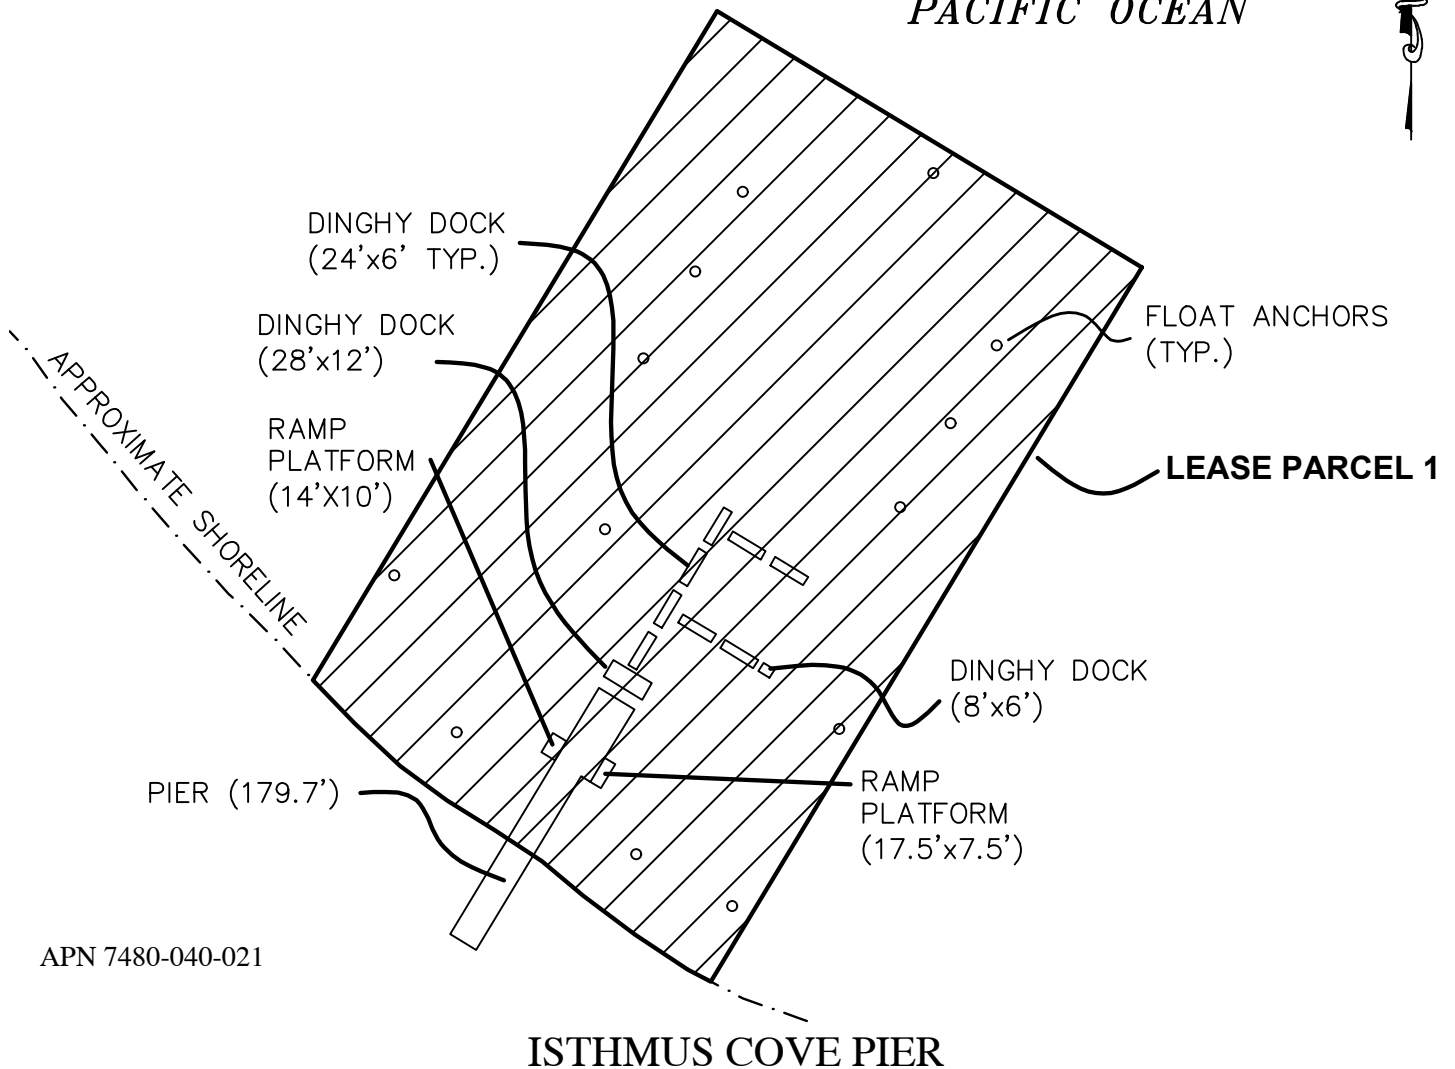 PACIFIC OCEAN
DINGHY DOCK
(24'x6' TYP.)
DINGHY DOCK
(28'x12')
RAMP
PLATFORM
(14'X10')
APPROXIMATE SHORELINE
FLOAT ANCHORS
(TYP.)
LEASE PARCEL 1
DINGHY DOCK
(8'x6')
RAMP
PLATFORM
(17.5'x7.5')
PIER (179.7')
APN 7480-040-021
ISTHMUS COVE PIER